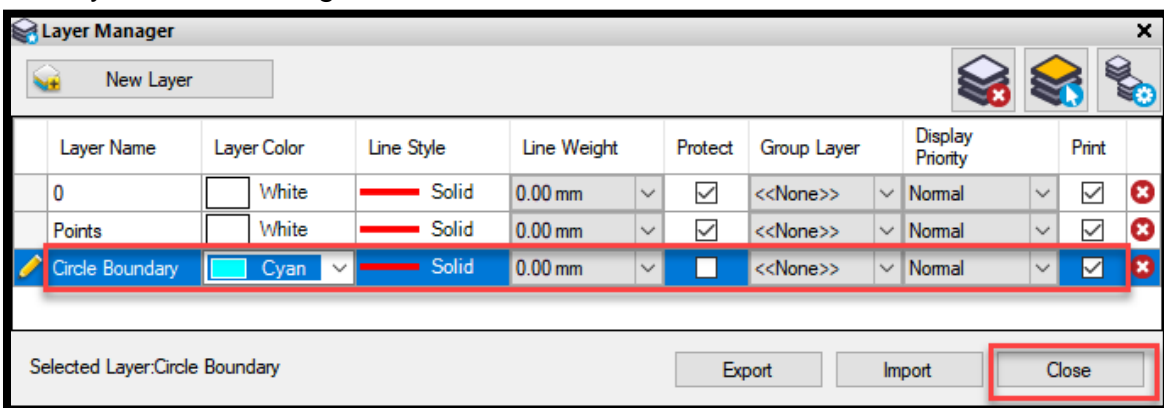 Layer Manager
New Layer
Layer Name Layer Color Line Style Line Weight Protect Group Layer Display Priority Print
0 White Solid 0.00 mm <<None>> Normal
Points White Solid 0.00 mm <<None>> Normal
Circle Boundary Cyan Solid 0.00 mm <<None>> Normal
Selected Layer:Circle Boundary Export Import Close